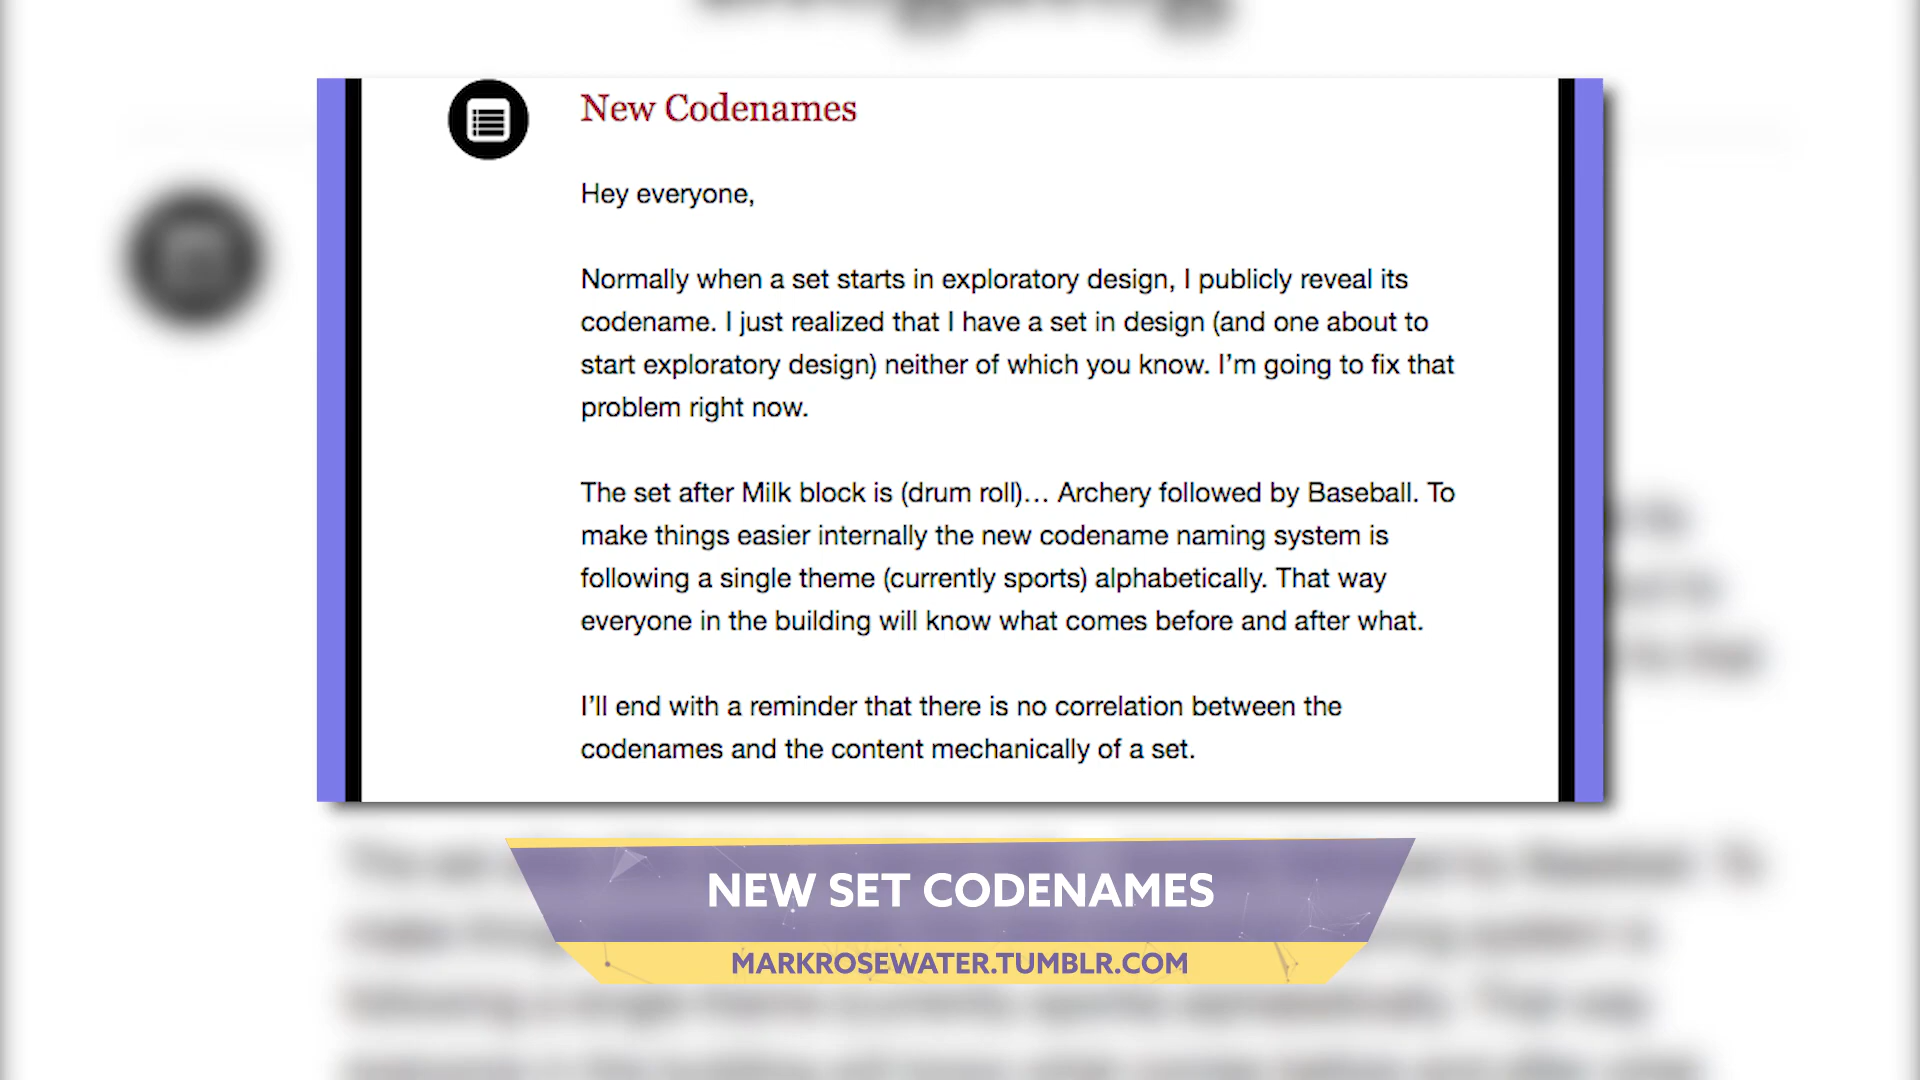 New Codenames
Hey everyone,
Normally when a set starts in exploratory design, I publicly reveal its
codename. I just realized that I have a set in design (and one about to
start exploratory design) neither of which you know. I’m going to fix that
problem right now.
The set after Milk block is (drum roll)… Archery followed by Baseball. To
make things easier internally the new codename naming system is
following a single theme (currently sports) alphabetically. That way
everyone in the building will know what comes before and after what.
I’ll end with a reminder that there is no correlation between the
codenames and the content mechanically of a set.
NEW SET CODENAMES
MARKROSEWATER.TUMBLR.COM